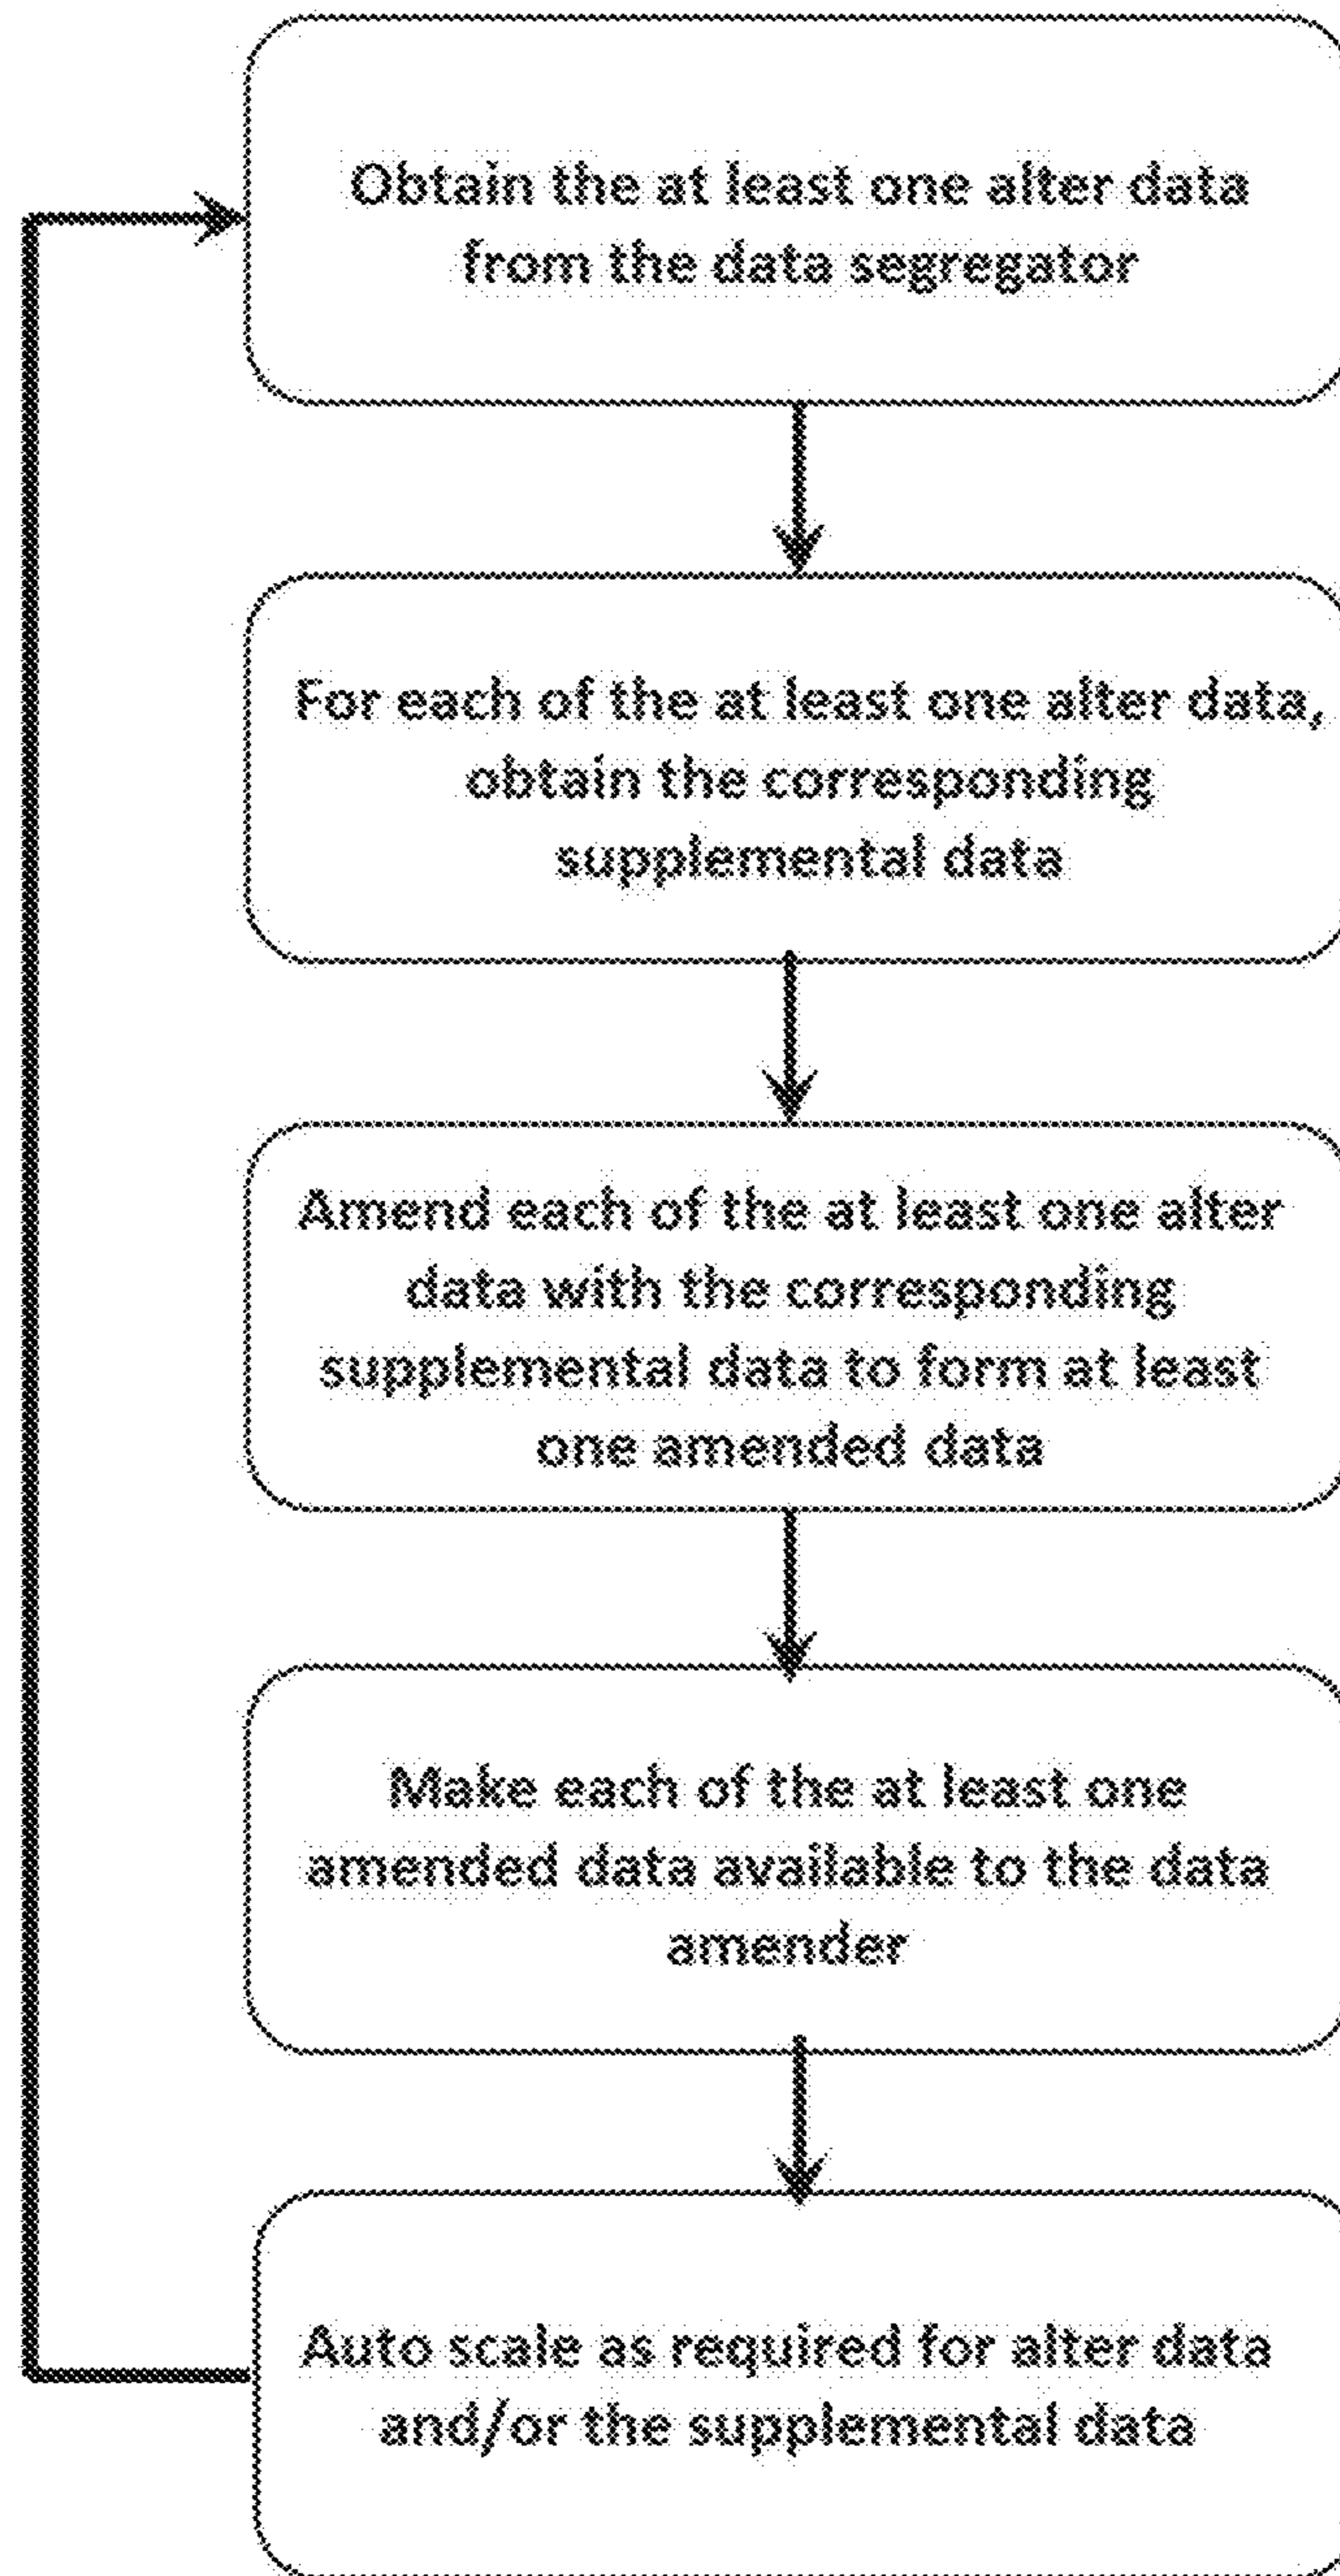 Obtain the at least one alter data
from the data segregator
For each of the at least one alter data,
obtain the corresponding
supplemental data
Amend each of the at least one alter
data with the corresponding
supplemental data to form at least
one amended data
Make each of the at least one
amended data available to the data
amender
Auto scale as required for alter data
and/or the supplemental data